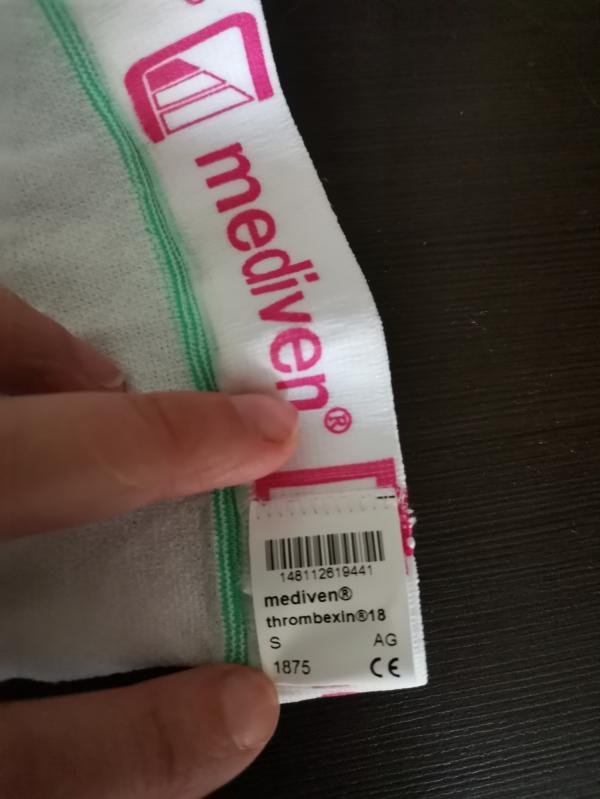 mediven®
148112619441
mediven®
thrombexin®18
S AG
1875 CE